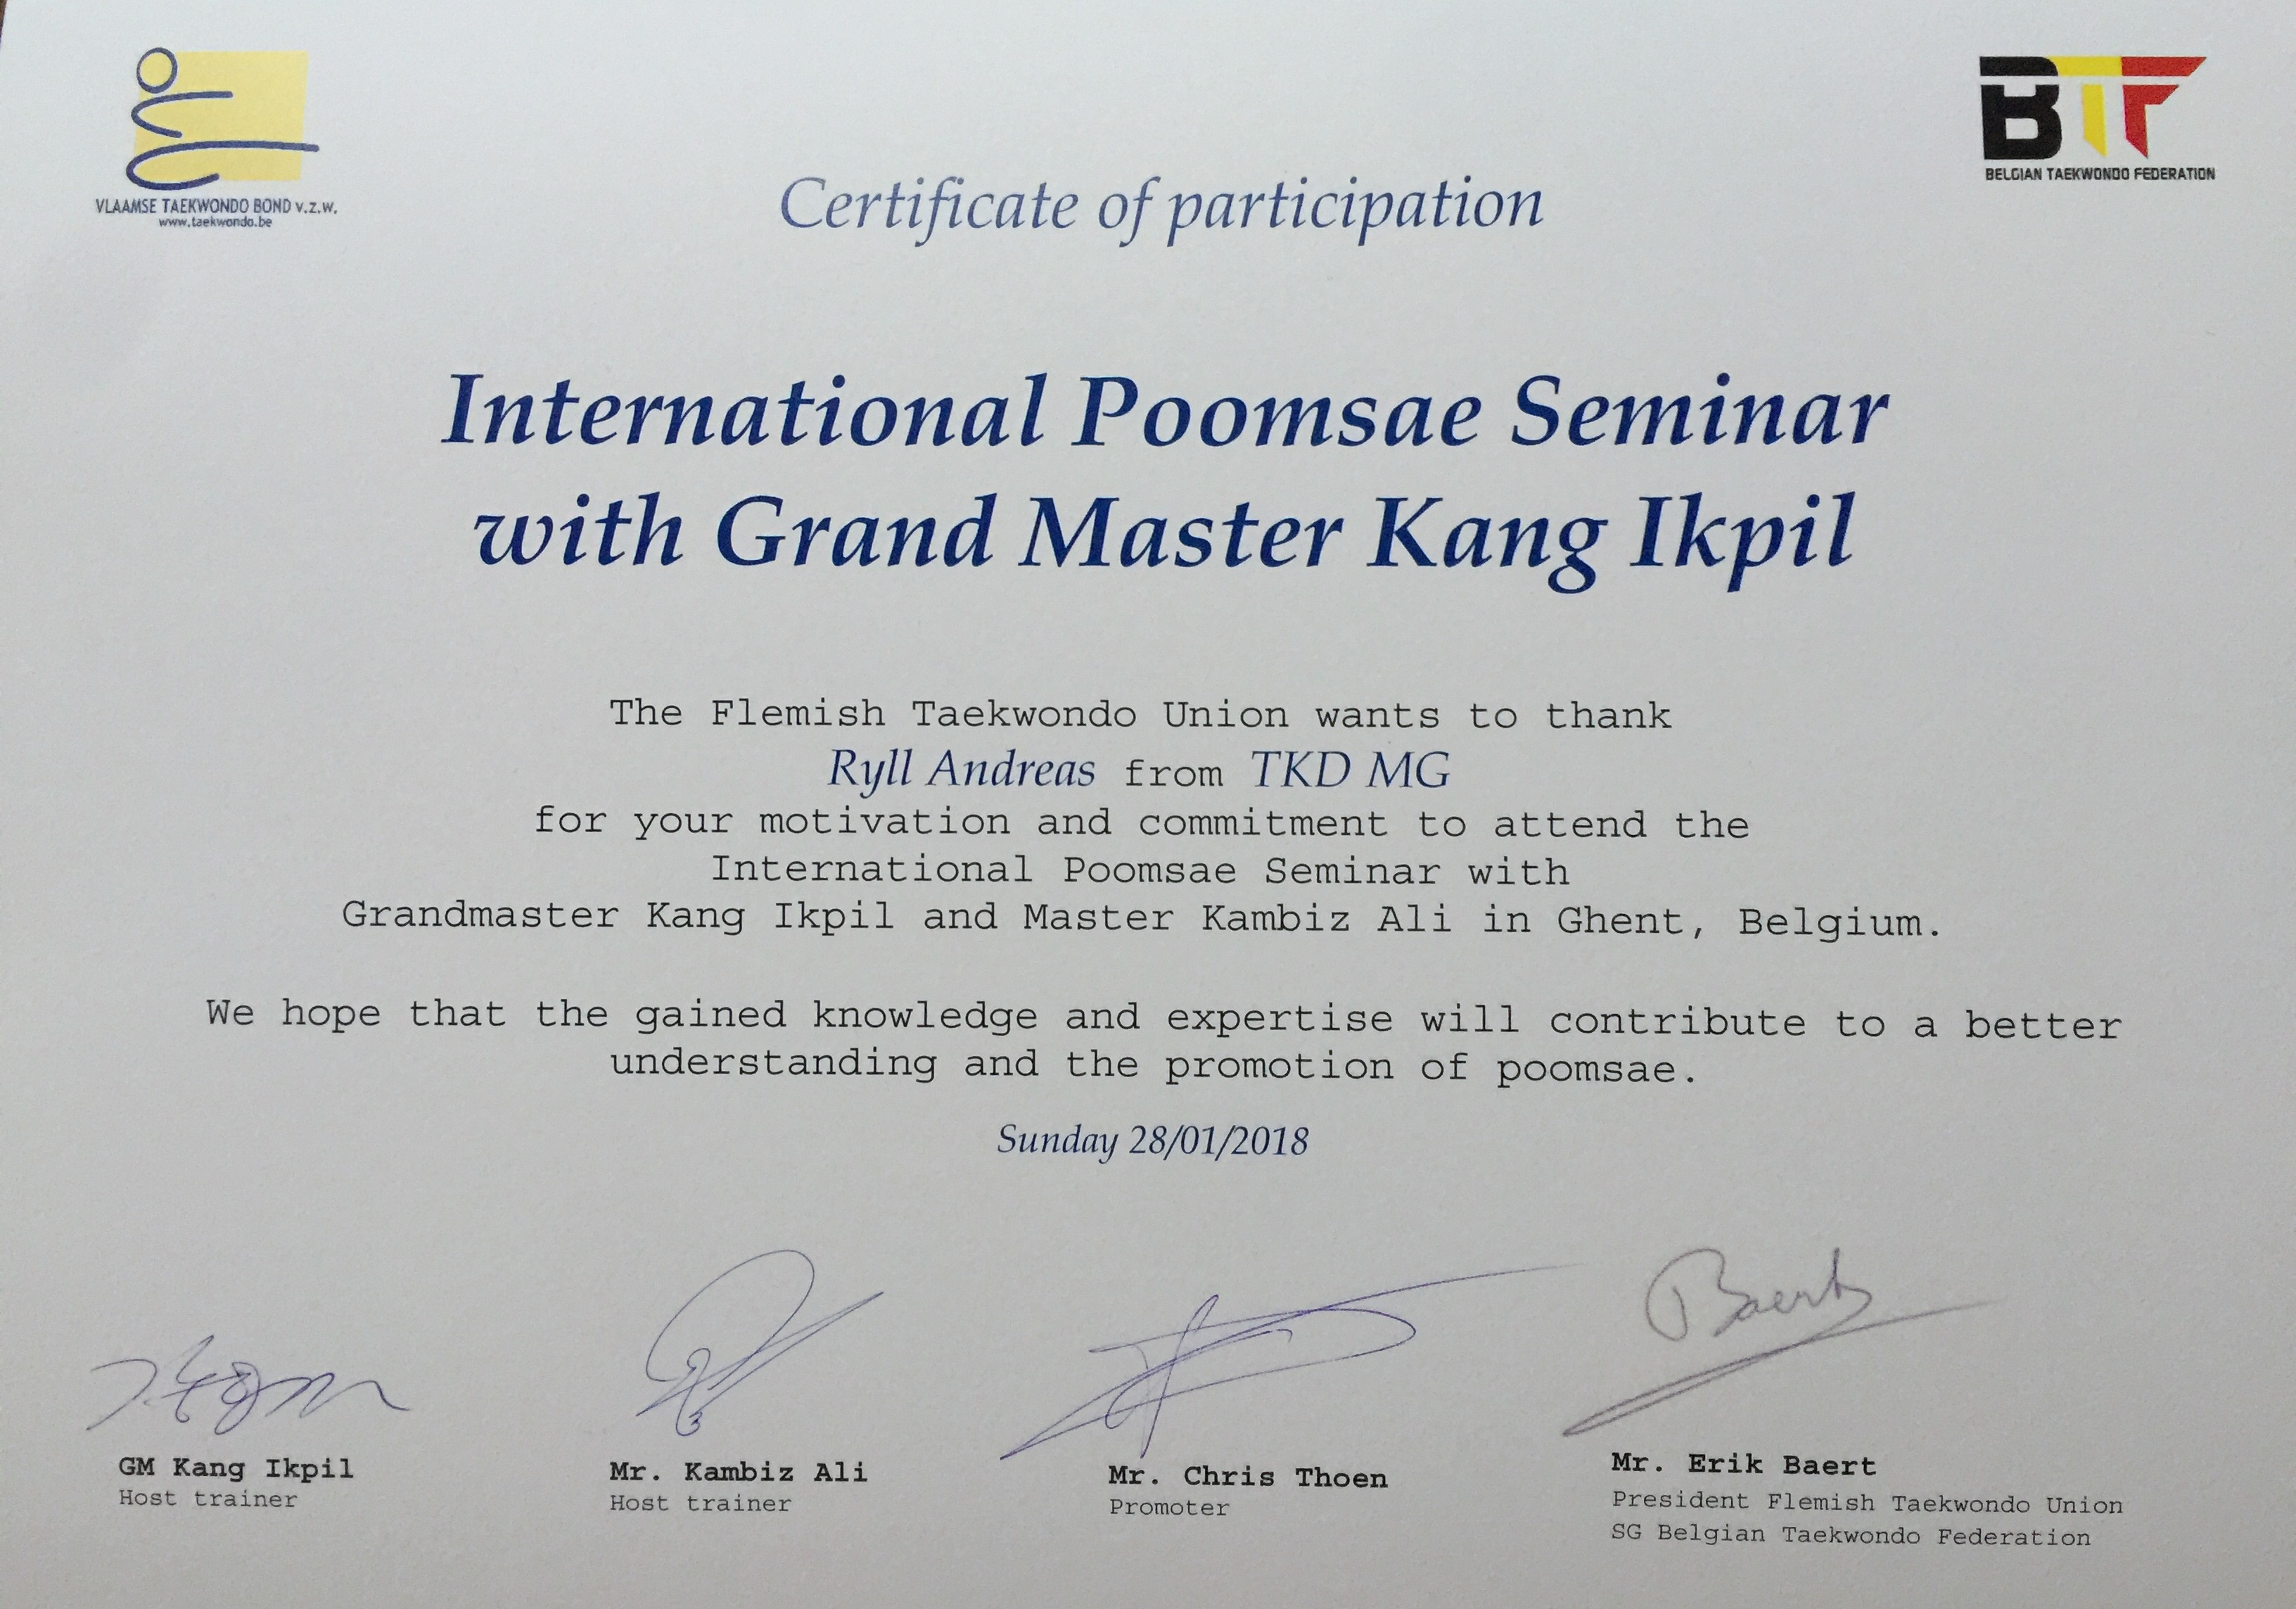 VLAAMSE TAEKWONDO BOND v.z.w.
www.taekwondo.be
BTF
BELGIAN TAEKWONDO FEDERATION
Certificate of participation
International Poomsae Seminar
with Grand Master Kang Ikpil
The Flemish Taekwondo Union wants to thank
Ryll Andreas from TKD MG
for your motivation and commitment to attend the
International Poomsae Seminar with
Grandmaster Kang Ikpil and Master Kambiz Ali in Ghent, Belgium.
We hope that the gained knowledge and expertise will contribute to a better
understanding and the promotion of poomsae.
Sunday 28/01/2018
Baert
GM Kang Ikpil
Host trainer
Mr. Kambiz Ali
Host trainer
Mr. Chris Thoen
Promoter
Mr. Erik Baert
President Flemish Taekwondo Union
SG Belgian Taekwondo Federation